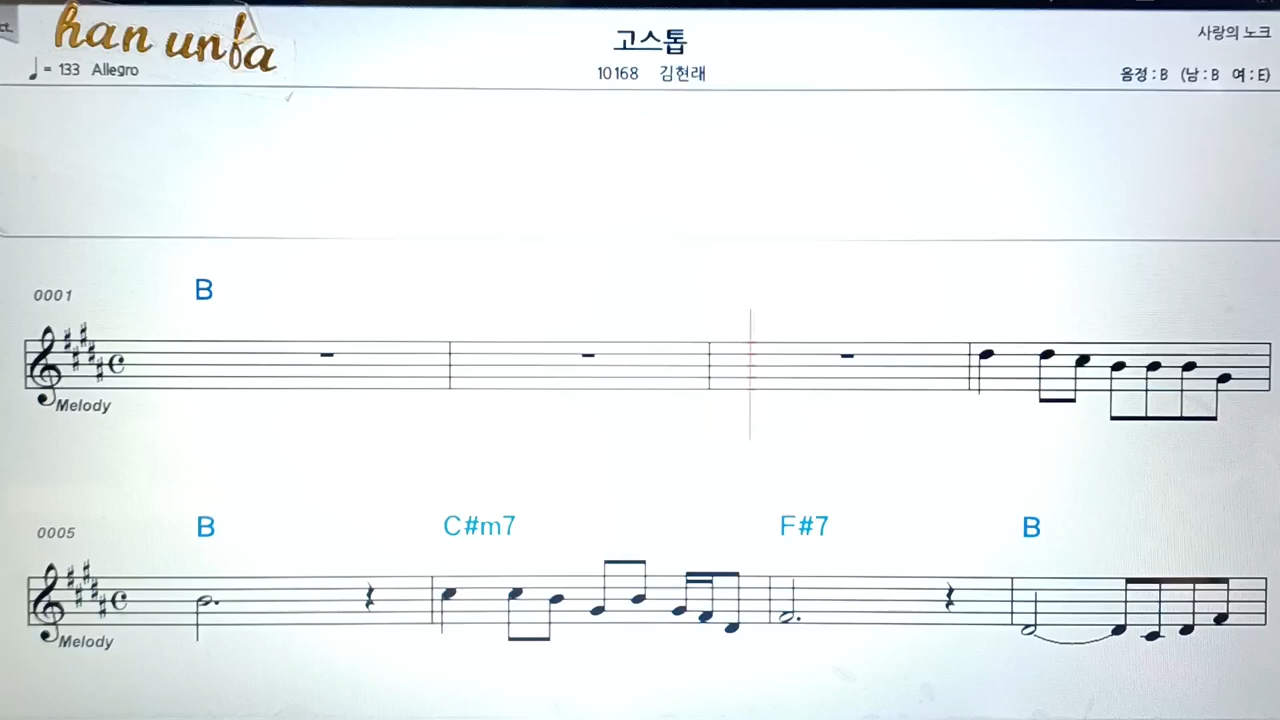 ct.
han unfa
고스톱
사랑의 노크
♩= 133 Allegro
10168 김현래
음정 : B (남 : B 여 : E)
0001
B
Melody
0005
B C#m7 F#7 B
Melody